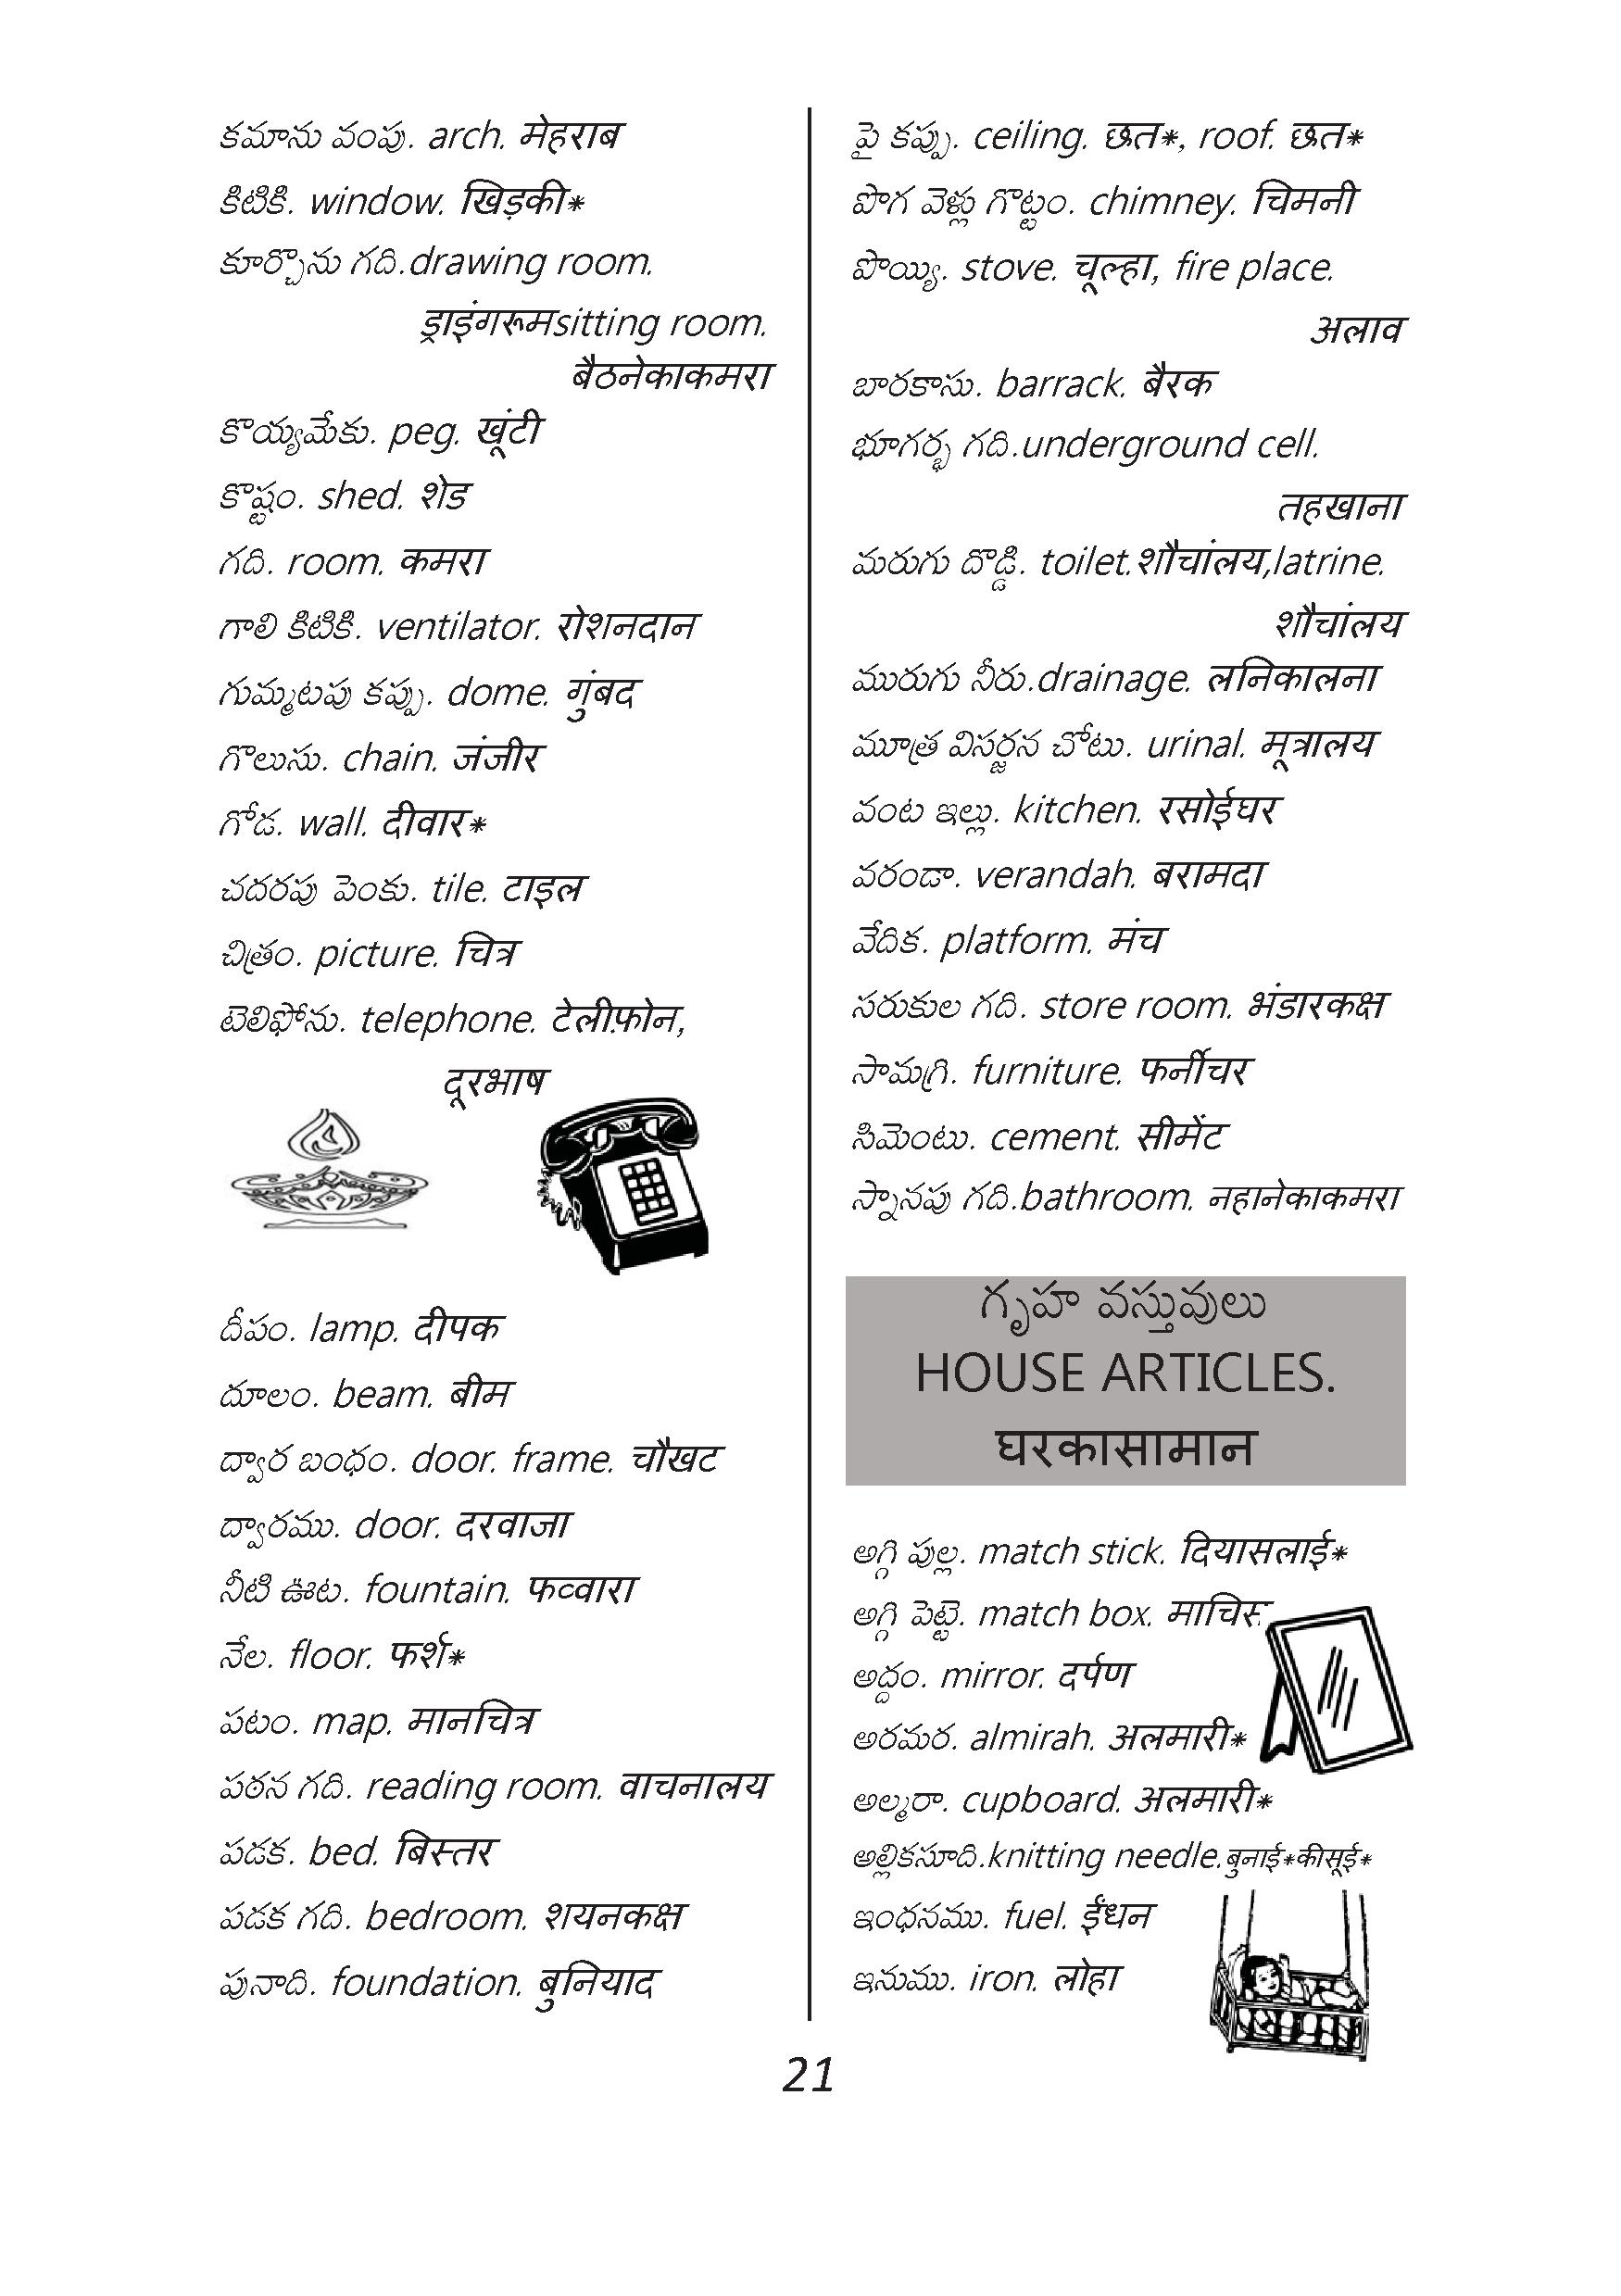 కమాను వంపు. arch. मेहराब
కిటికి. window. खिड़की*
కూర్చొను గది.drawing room.
ड्राइंगरूमsitting room.
बैठनेकाकमरा
కొయ్యమేకు. peg. खूंटी
కొష్టం. shed. शेड
గది. room. कमरा
గాలి కిటికి. ventilator. रोशनदान
గుమ్మటపు కప్పు. dome. गुंबद
గొలుసు. chain. जंजीर
గోడ. wall. दीवार*
చదరపు పెంకు. tile. टाइल
చిత్రం. picture. चित्र
టెలిఫోను. telephone. टेलीफ़ोन,
दूरभाष
దీపం. lamp. दीपक
దూలం. beam. बीम
ద్వార బంధం. door. frame. चौखट
ద్వారము. door. दरवाजा
నీటి ఊట. fountain. फव्वारा
నేల. floor. फर्श*
పటం. map. मानचित्र
పఠన గది. reading room. वाचनालय
పడక. bed. बिस्तर
పడక గది. bedroom. शयनकक्ष
పునాది. foundation. बुनियाद
పై కప్పు. ceiling. छत*, roof. छत*
పొగ వెళ్లు గొట్టం. chimney. चिमनी
పొయ్యి. stove. चूल्हा, fire place.
अलाव
బారకాసు. barrack. बैरक
భూగర్భ గది.underground cell.
तहखाना
మరుగు దొడ్డి. toilet.शौचांलय,latrine.
शौचांलय
మురుగు నీరు.drainage. लनिकालना
మూత్ర విసర్జన చోటు. urinal. मूत्रालय
వంట ఇల్లు. kitchen. रसोईघर
వరండా. verandah. बरामदा
వేదిక. platform. मंच
సరుకుల గది. store room. भंडारकक्ष
సామగ్రి. furniture. फर्नीचर
సిమెంటు. cement. सीमेंट
స్నానపు గది.bathroom. नहानेकाकमरा
గృహ వస్తువులు
HOUSE ARTICLES.
घरकासामान
అగ్గి పుల్ల. match stick. दियासलाई*
అగ్గి పెట్టె. match box. माचिस
అద్దం. mirror. दर्पण
అరమర. almirah. अलमारी*
అల్మరా. cupboard. अलमारी*
అల్లికసూది.knitting needle.बुनाई*कीसूई*
ఇంధనము. fuel. ईंधन
ఇనుము. iron. लोहा
21